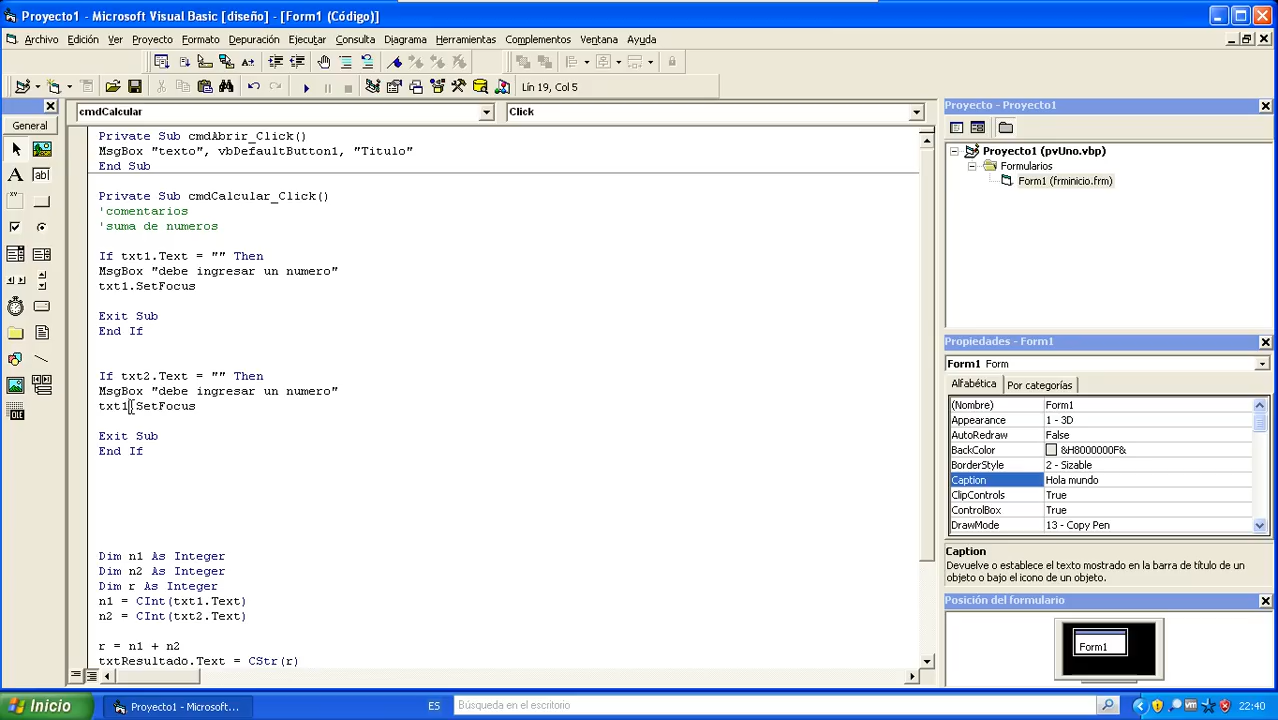 Proyecto1 - Microsoft Visual Basic [diseño] - [Form1 (Código)]
Archivo Edición Ver Proyecto Formato Depuración Ejecutar Consulta Diagrama Herramientas Complementos Ventana Ayuda
Lín 19, Col 5
General
cmdCalcular
Click
Private Sub cmdAbrir_Click()
MsgBox "texto", vbDefaultButton1, "Titulo"
End Sub
Private Sub cmdCalcular_Click()
'comentarios
'suma de numeros
If txt1.Text = "" Then
MsgBox "debe ingresar un numero"
txt1.SetFocus
Exit Sub
End If
If txt2.Text = "" Then
MsgBox "debe ingresar un numero"
txt1.SetFocus
Exit Sub
End If
Dim n1 As Integer
Dim n2 As Integer
Dim r As Integer
n1 = CInt(txt1.Text)
n2 = CInt(txt2.Text)
r = n1 + n2
txtResultado.Text = CStr(r)
Proyecto - Proyecto1
Proyecto1 (pvUno.vbp)
Formularios
Form1 (frminicio.frm)
Propiedades - Form1
Form1 Form
Alfabética Por categorías
(Nombre) Form1
Appearance 1 - 3D
AutoRedraw False
BackColor &H8000000F&
BorderStyle 2 - Sizable
Caption Hola mundo
ClipControls True
ControlBox True
DrawMode 13 - Copy Pen
Caption
Devuelve o establece el texto mostrado en la barra de título de un
objeto o bajo el icono de un objeto.
Posición del formulario
Form1
Inicio
Proyecto1 - Microsoft...
ES
Búsqueda en el escritorio
22:40